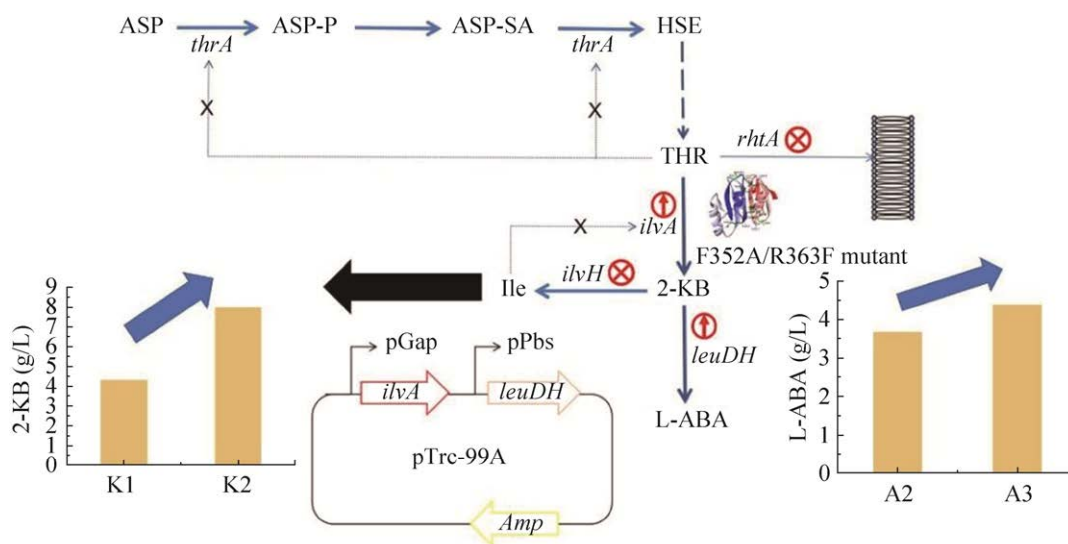 ASP ASP-P ASP-SA HSE
thrA thrA
X X
THR rhtA
ilvA
X
F352A/R363F mutant
Ile ilvH 2-KB
leuDH
L-ABA
2-KB (g/L)
9
8
7
6
5
4
3
2
1
0
K1 K2
pGap pPbs
ilvA leuDH
pTrc-99A
Amp
L-ABA (g/L)
5
4
3
2
1
0
A2 A3